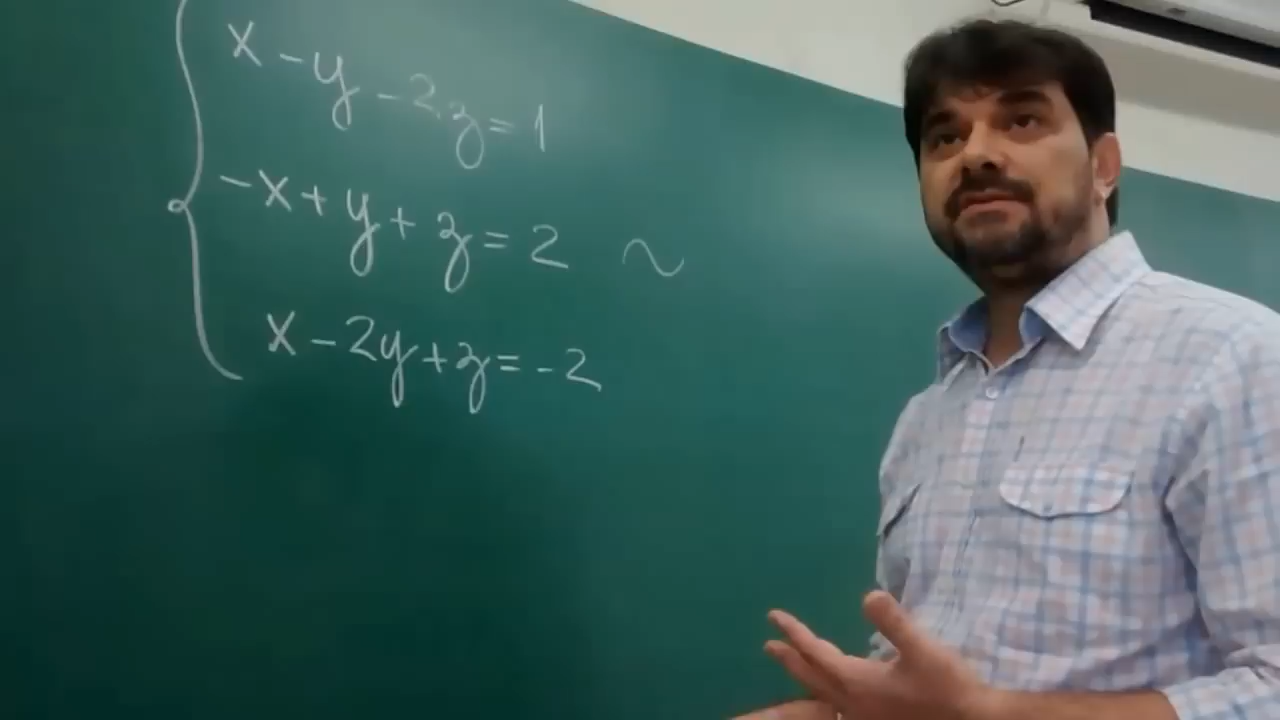 x - y - 2z = 1
-x + y + z = 2 ~
x - 2y + z = -2